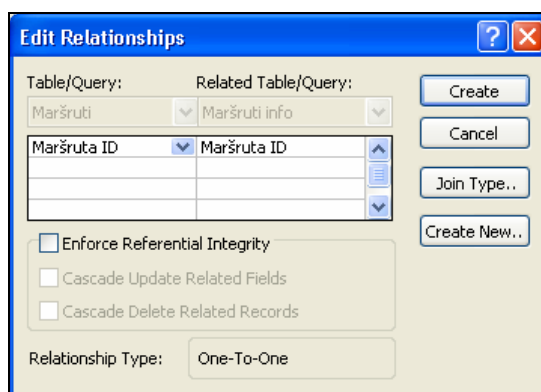 Edit Relationships
Table/Query: Related Table/Query:
Maršruti Maršruti info
Maršruta ID Maršruta ID
Enforce Referential Integrity
Cascade Update Related Fields
Cascade Delete Related Records
Relationship Type: One-To-One
Create
Cancel
Join Type..
Create New..